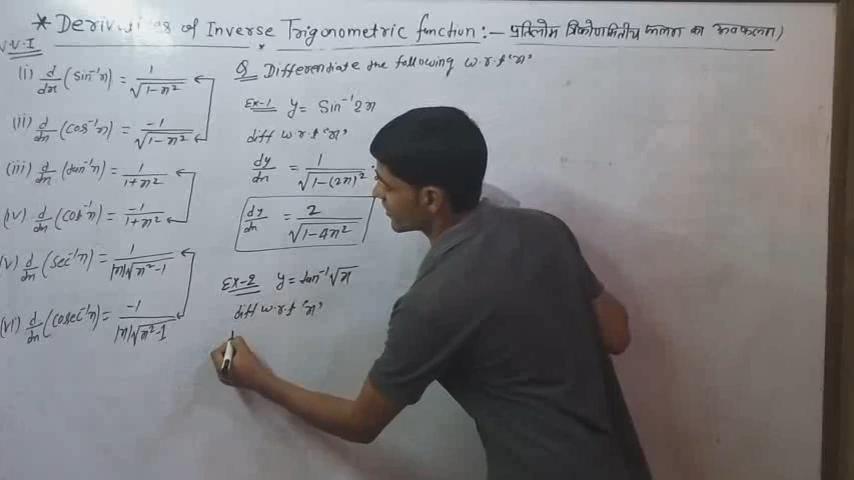 * Derivatives of Inverse Trigonometric function :- प्रतिलोम त्रिकोणमितीय फलनों का अवकलन)
V.V.I
(i) d/dx (sin⁻¹x) = 1/√(1-x²)
(ii) d/dx (cos⁻¹x) = -1/√(1-x²)
(iii) d/dx (tan⁻¹x) = 1/(1+x²)
(iv) d/dx (cot⁻¹x) = -1/(1+x²)
(v) d/dx (sec⁻¹x) = 1/(|x|√(x²-1))
(vi) d/dx (cosec⁻¹x) = -1/(|x|√(x²-1))
Q Differentiate the following w.r.t 'x'
Ex-1 y = Sin⁻¹2x
diff w.r.t 'x'
dy/dx = 1/√(1-(2x)²) ·
dy/dx = 2/√(1-4x²)
Ex-2 y = tan⁻¹√x
diff w.r.t 'x'